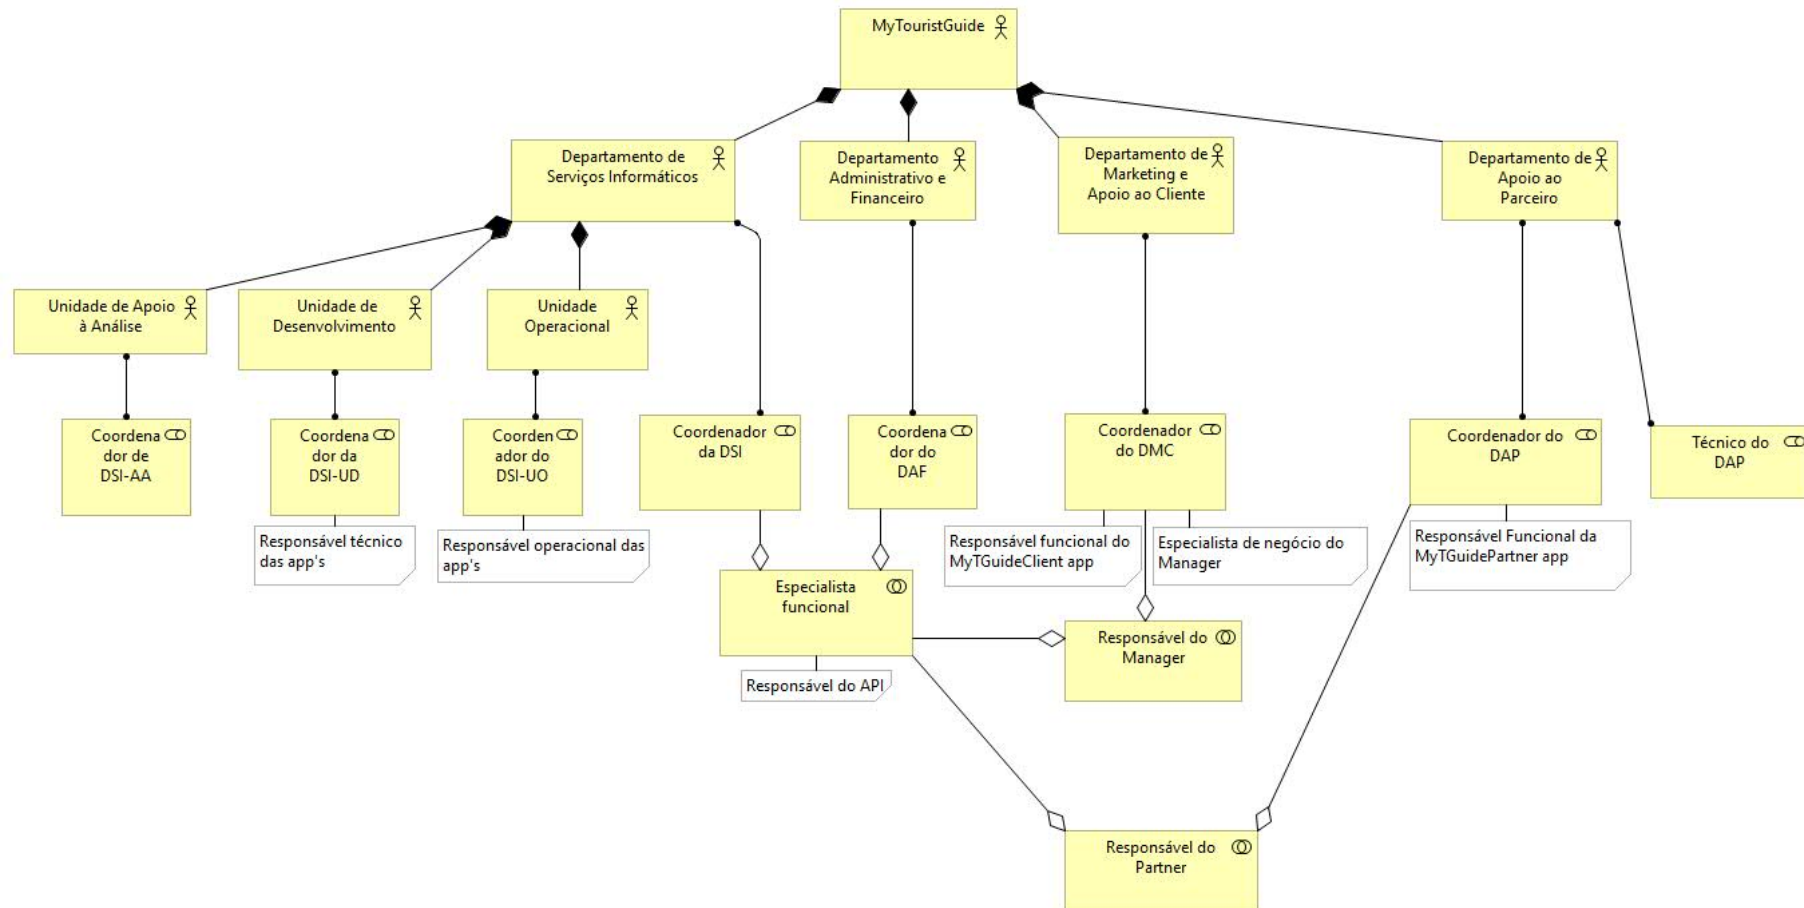 MyTouristGuide
Departamento de
Serviços Informáticos
Departamento
Administrativo e
Financeiro
Departamento de
Marketing e
Apoio ao Cliente
Departamento de
Apoio ao
Parceiro
Unidade de Apoio
à Análise
Unidade de
Desenvolvimento
Unidade
Operacional
Coordena
dor de
DSI-AA
Coordena
dor da
DSI-UD
Coorden
ador do
DSI-UO
Coordenador
da DSI
Coordena
dor do
DAF
Coordenador
do DMC
Coordenador do
DAP
Técnico do
DAP
Responsável técnico
das app's
Responsável operacional das
app's
Responsável funcional do
MyTGuideClient app
Especialista de negócio do
Manager
Responsável Funcional da
MyTGuidePartner app
Especialista
funcional
Responsável do
Manager
Responsável do API
Responsável do
Partner